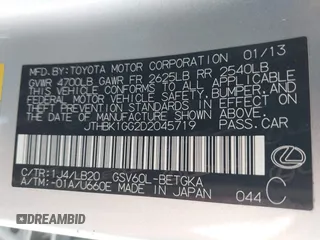 MFD. BY: TOYOTA MOTOR CORPORATION 01/13
GVWR 4700LB GAWR FR 2625LB RR 2540LB
THIS VEHICLE CONFORMS TO ALL APPLICABLE
FEDERAL MOTOR VEHICLE SAFETY, BUMPER, AND
THEFT PREVENTION STANDARDS IN EFFECT ON
THE DATE OF MANUFACTURE SHOWN ABOVE.
JTHBK1GG2D2045719 PASS.CAR
C/TR:1J4/LB20 GSV60L-BETGKA
A/TM:-01A/U660E MADE IN JAPAN
044 C
© DREAMBID
DREAMBID.COM